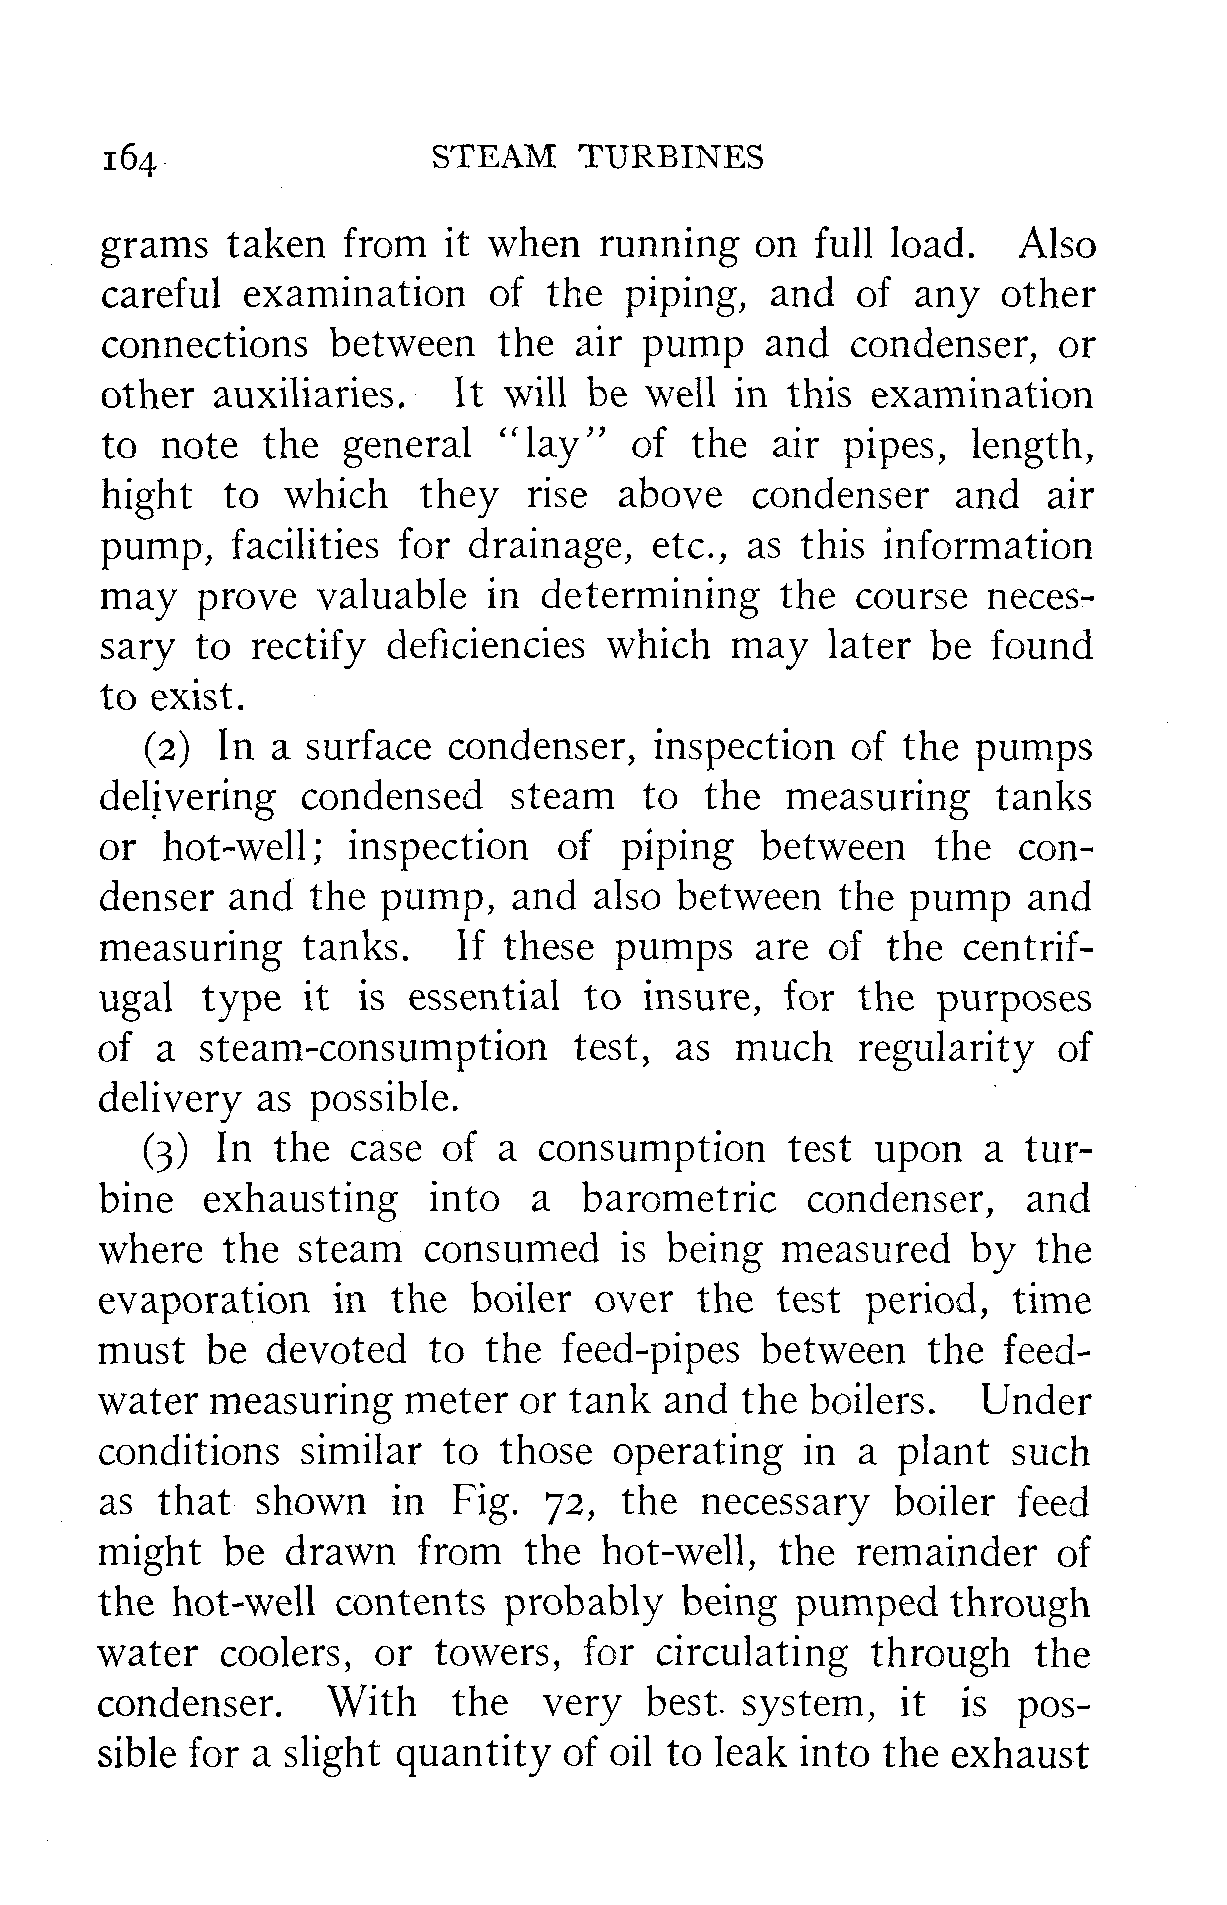 164 STEAM TURBINES
grams taken from it when running on full load. Also
careful examination of the piping, and of any other
connections between the air pump and condenser, or
other auxiliaries. It will be well in this examination
to note the general “lay” of the air pipes, length,
hight to which they rise above condenser and air
pump, facilities for drainage, etc., as this information
may prove valuable in determining the course neces-
sary to rectify deficiencies which may later be found
to exist.
(2) In a surface condenser, inspection of the pumps
delivering condensed steam to the measuring tanks
or hot-well; inspection of piping between the con-
denser and the pump, and also between the pump and
measuring tanks. If these pumps are of the centrif-
ugal type it is essential to insure, for the purposes
of a steam-consumption test, as much regularity of
delivery as possible.
(3) In the case of a consumption test upon a tur-
bine exhausting into a barometric condenser, and
where the steam consumed is being measured by the
evaporation in the boiler over the test period, time
must be devoted to the feed-pipes between the feed-
water measuring meter or tank and the boilers. Under
conditions similar to those operating in a plant such
as that shown in Fig. 72, the necessary boiler feed
might be drawn from the hot-well, the remainder of
the hot-well contents probably being pumped through
water coolers, or towers, for circulating through the
condenser. With the very best system, it is pos-
sible for a slight quantity of oil to leak into the exhaust